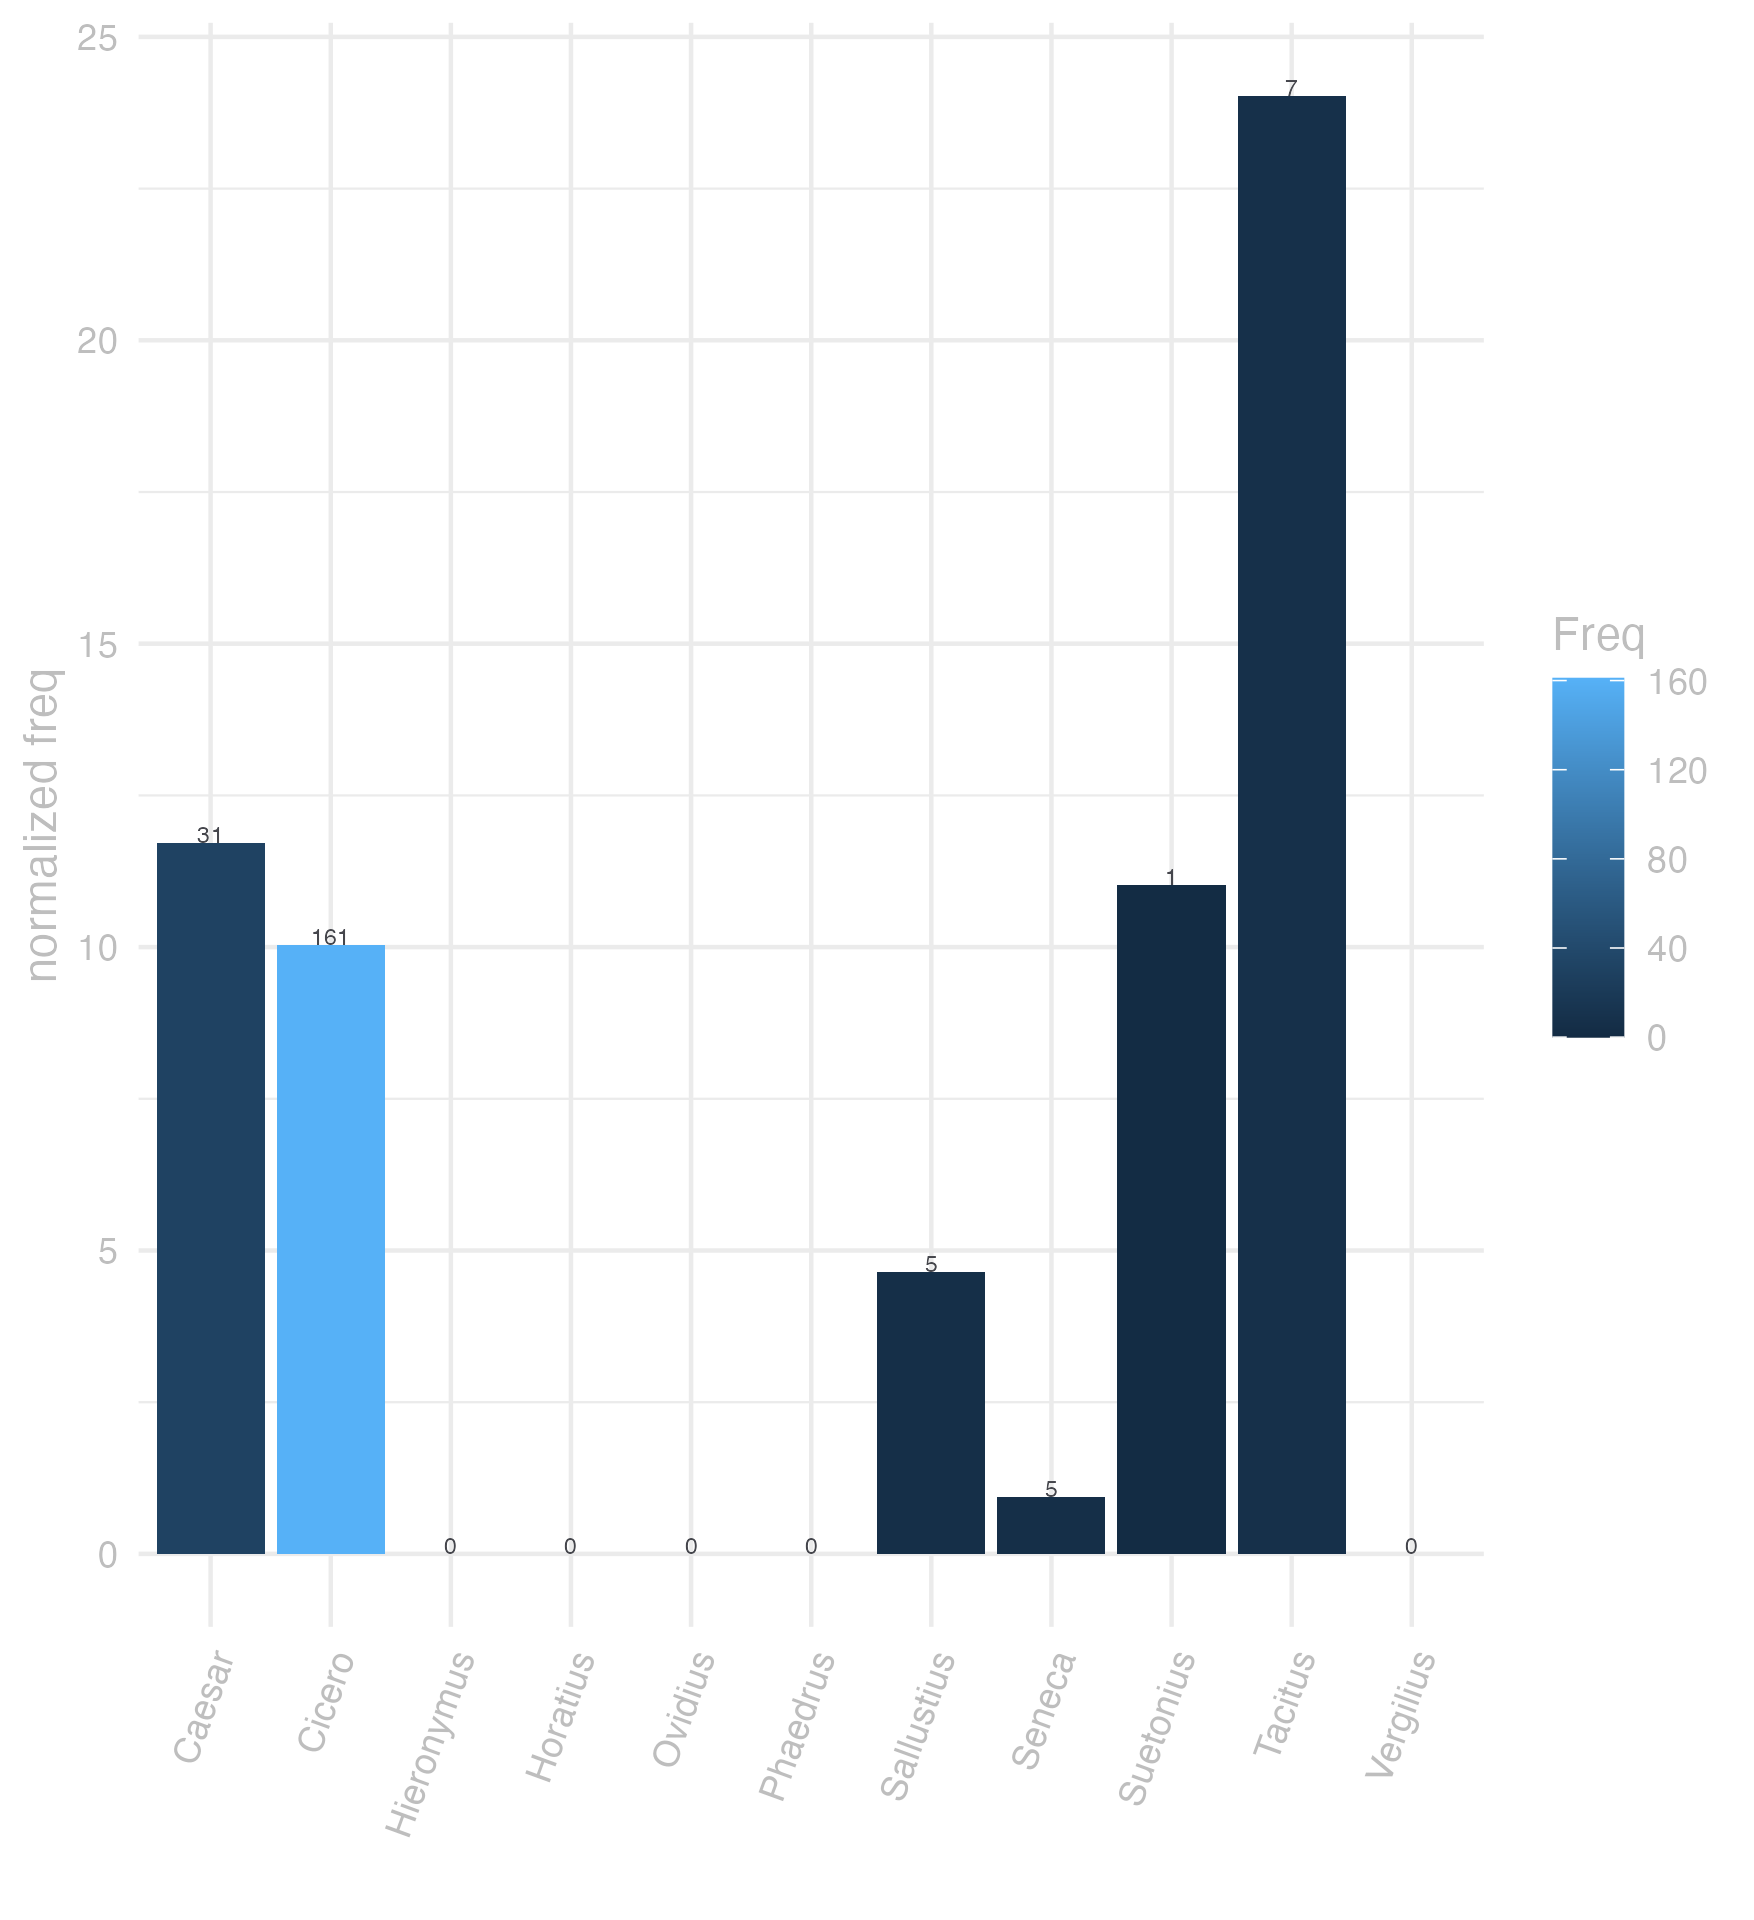 25
20
15
10
5
0
normalized freq
31
161
0
0
0
0
5
5
1
7
0
Caesar
Cicero
Hieronymus
Horatius
Ovidius
Phaedrus
Sallustius
Seneca
Suetonius
Tacitus
Vergilius
Freq
160
120
80
40
0